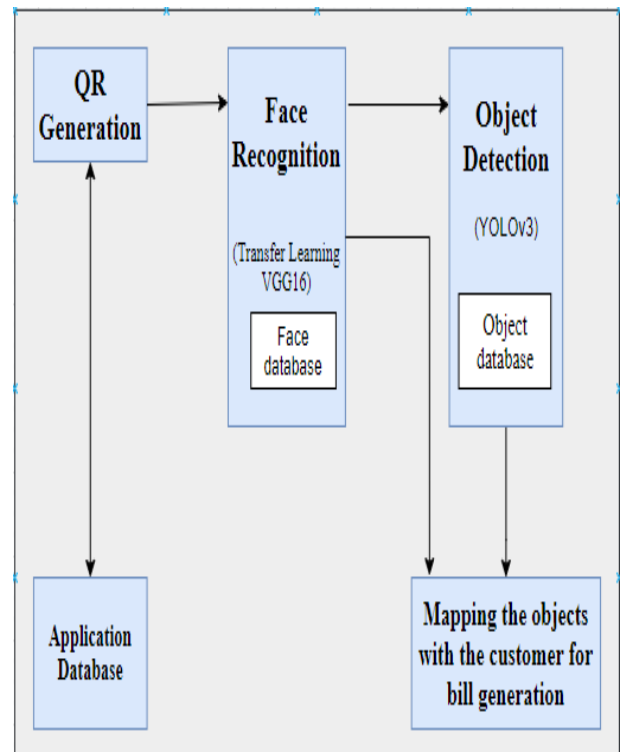 QR
Generation
Face
Recognition
(Transfer Learning
VGG16)
Face
database
Object
Detection
(YOLOv3)
Object
database
Application
Database
Mapping the objects
with the customer for
bill generation